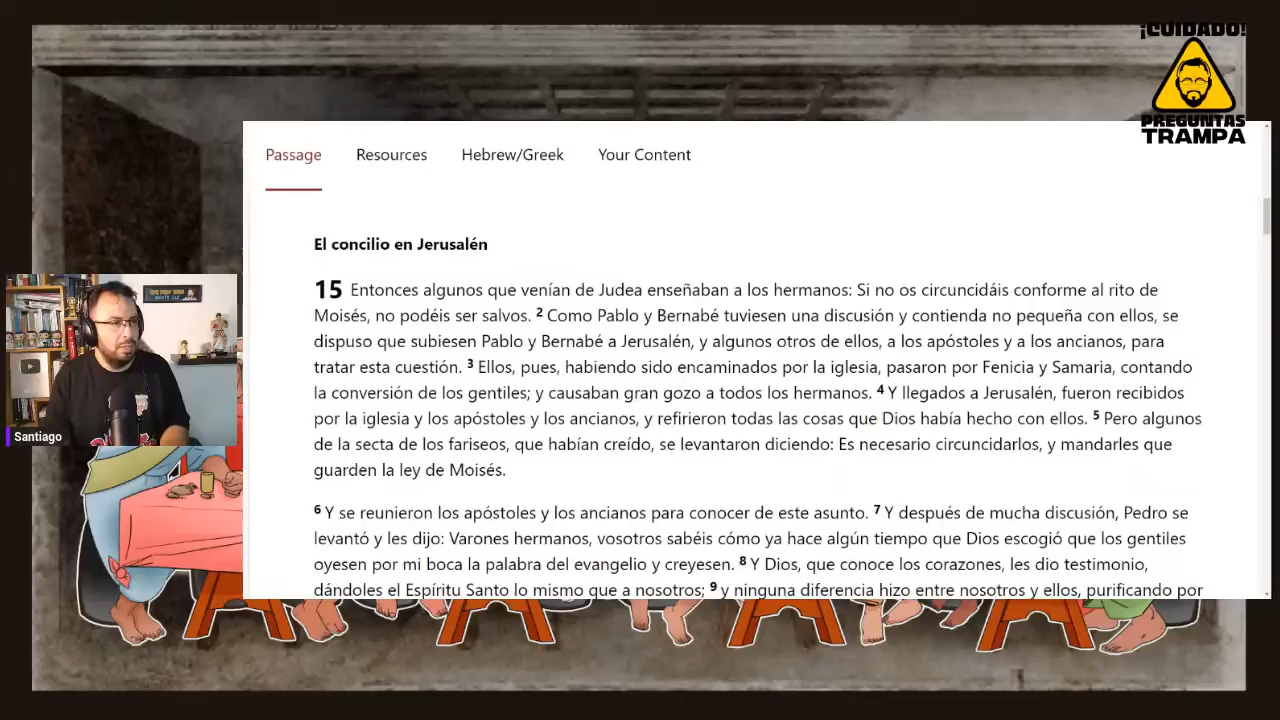 ¡CUIDADO!
PREGUNTAS
TRAMPA
Passage Resources Hebrew/Greek Your Content
El concilio en Jerusalén
15 Entonces algunos que venían de Judea enseñaban a los hermanos: Si no os circuncidáis conforme al rito de
Moisés, no podéis ser salvos. 2 Como Pablo y Bernabé tuviesen una discusión y contienda no pequeña con ellos, se
dispuso que subiesen Pablo y Bernabé a Jerusalén, y algunos otros de ellos, a los apóstoles y a los ancianos, para
tratar esta cuestión. 3 Ellos, pues, habiendo sido encaminados por la iglesia, pasaron por Fenicia y Samaria, contando
la conversión de los gentiles; y causaban gran gozo a todos los hermanos. 4 Y llegados a Jerusalén, fueron recibidos
por la iglesia y los apóstoles y los ancianos, y refirieron todas las cosas que Dios había hecho con ellos. 5 Pero algunos
de la secta de los fariseos, que habían creído, se levantaron diciendo: Es necesario circuncidarlos, y mandarles que
guarden la ley de Moisés.
6 Y se reunieron los apóstoles y los ancianos para conocer de este asunto. 7 Y después de mucha discusión, Pedro se
levantó y les dijo: Varones hermanos, vosotros sabéis cómo ya hace algún tiempo que Dios escogió que los gentiles
oyesen por mi boca la palabra del evangelio y creyesen. 8 Y Dios, que conoce los corazones, les dio testimonio,
dándoles el Espíritu Santo lo mismo que a nosotros; 9 y ninguna diferencia hizo entre nosotros y ellos, purificando por
Santiago